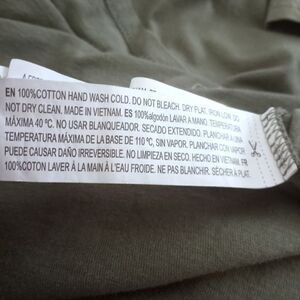 EN 100%COTTON HAND WASH COLD. DO NOT BLEACH. DRY FLAT. IRON LOW. DO
NOT DRY CLEAN. MADE IN VIETNAM. ES 100%algodón LAVAR A MANO. TEMPERATURA
MÁXIMA 40 ºC. NO USAR BLANQUEADOR. SECADO EXTENDIDO. PLANCHAR A UNA
TEMPERATURA MÁXIMA DE LA BASE DE 110 ºC, SIN VAPOR. PLANCHAR CON VAPOR
PUEDE CAUSAR DAÑO IRREVERSIBLE. NO LIMPIEZA EN SECO. HECHO EN VIETNAM. FR
100%COTON LAVER À LA MAIN À L'EAU FROIDE. NE PAS BLANCHIR. SÉCHER À PLAT.